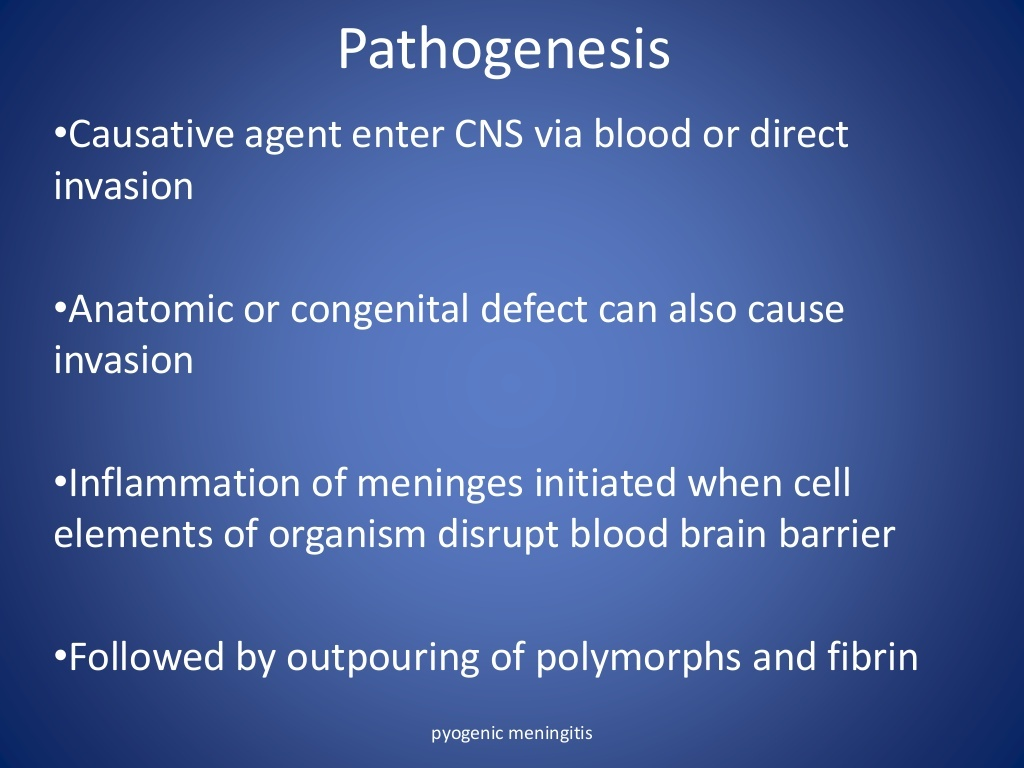 Pathogenesis
•Causative agent enter CNS via blood or direct
invasion
•Anatomic or congenital defect can also cause
invasion
•Inflammation of meninges initiated when cell
elements of organism disrupt blood brain barrier
•Followed by outpouring of polymorphs and fibrin
pyogenic meningitis